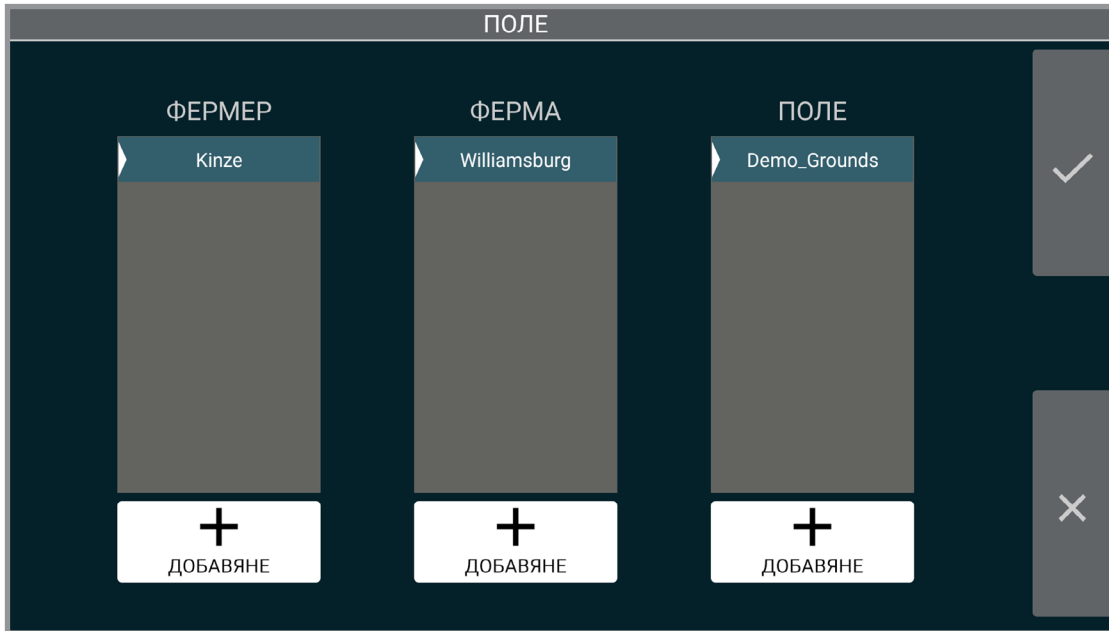 ПОЛЕ
ФЕРМЕР
ФЕРМА
ПОЛЕ
Kinze
Williamsburg
Demo_Grounds
ДОБАВЯНЕ
ДОБАВЯНЕ
ДОБАВЯНЕ